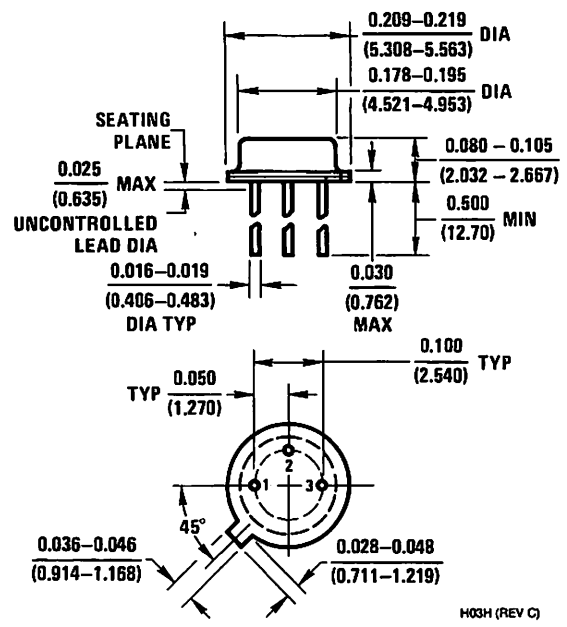 0.209–0.219
(5.308–5.563)
DIA
0.178–0.195
(4.521–4.953)
DIA
SEATING
PLANE
0.025
(0.635)
MAX
UNCONTROLLED
LEAD DIA
0.080 – 0.105
(2.032 – 2.667)
0.500
(12.70)
MIN
0.016–0.019
(0.406–0.483)
DIA TYP
0.030
(0.762)
MAX
0.100
(2.540)
TYP
TYP
0.050
(1.270)
2
1
3
45°
0.036–0.046
(0.914–1.168)
0.028–0.048
(0.711–1.219)
H03H (REV C)